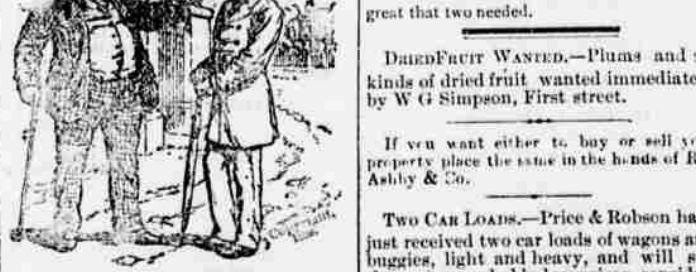 great that two needed.
DRIED FRUIT WANTED.—Plums and
kinds of dried fruit wanted immediate
by W G Simpson, First street.
If you want either to buy or sell
property place the same in the hands of
Ashby & Co.
TWO CAR LOADS.—Price & Robson ha
just received two car loads of wagons
buggies, light and heavy, and will